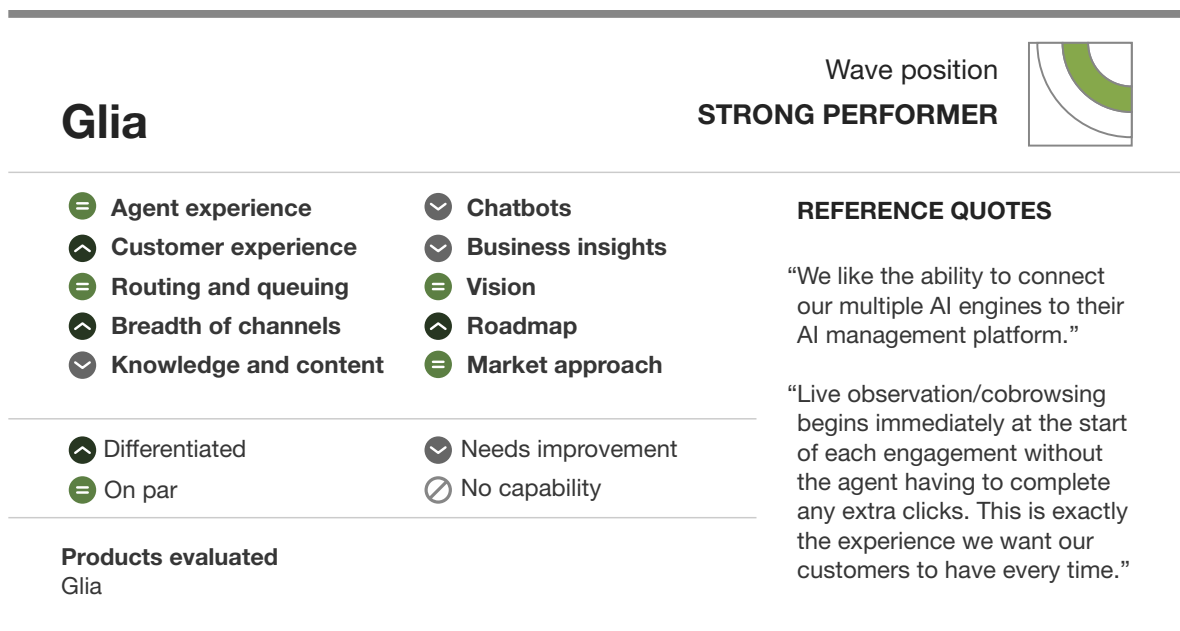 Glia
Wave position
STRONG PERFORMER
Agent experience
Customer experience
Routing and queuing
Breadth of channels
Knowledge and content
Chatbots
Business insights
Vision
Roadmap
Market approach
Differentiated
On par
Needs improvement
No capability
Products evaluated
Glia
REFERENCE QUOTES
“We like the ability to connect
our multiple AI engines to their
AI management platform.”
“Live observation/cobrowsing
begins immediately at the start
of each engagement without
the agent having to complete
any extra clicks. This is exactly
the experience we want our
customers to have every time.”